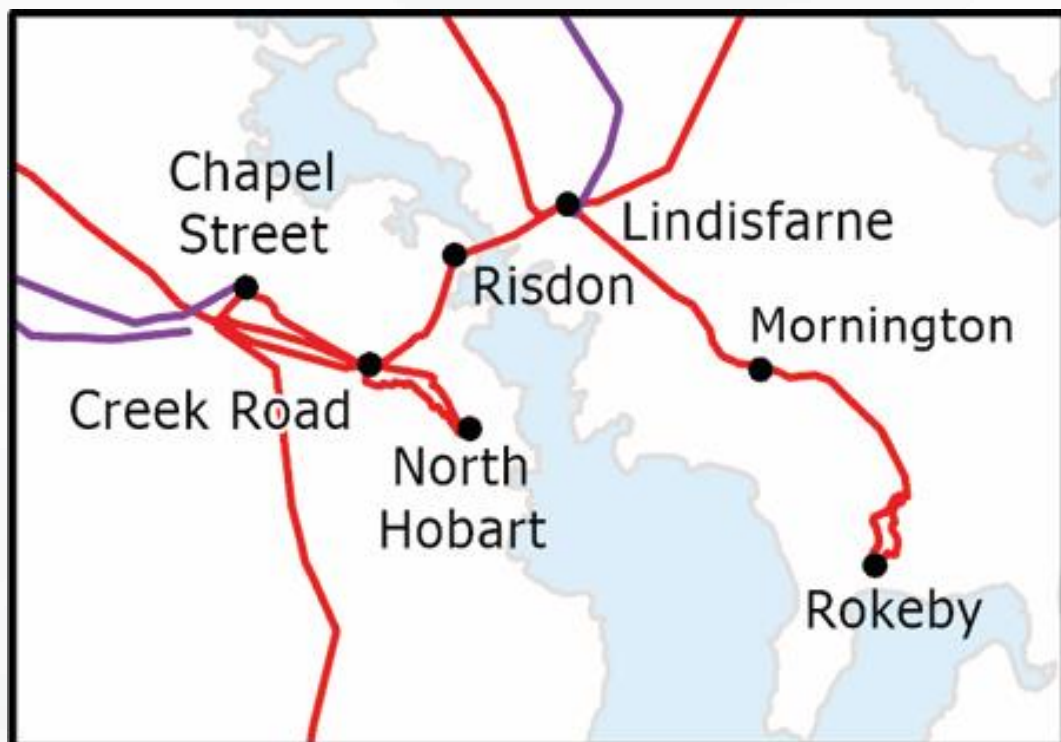 Chapel
Street
Lindisfarne
Risdon
Mornington
Creek Road
North
Hobart
Rokeby